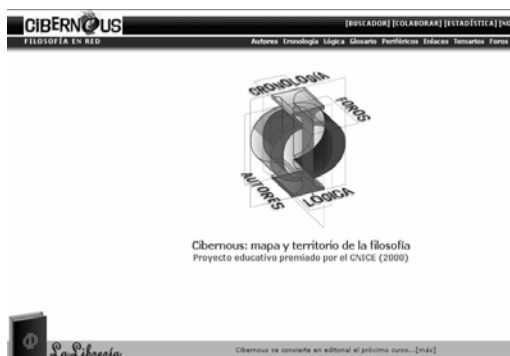 CIBERNOUS
[BUSCADOR] [COLABORAR] [ESTADÍSTICA] [NO
FILOSOFÍA EN RED
Autores Cronología Lógica Glosario Periféricos Enlaces Temarios Foros
CRONOLOGÍA
FOROS
AUTORES
LÓGICA
Cibernous: mapa y territorio de la filosofía
Proyecto educativo premiado por el CNICE (2000)
Φ
La Librería
Cibernous se convierte en editorial el próximo curso...[más]